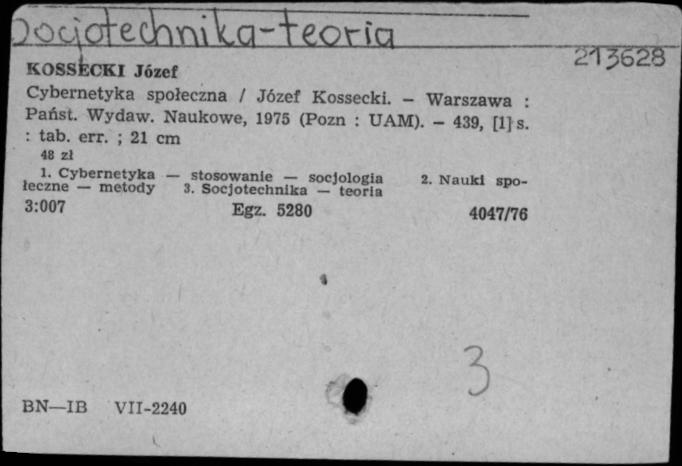 Socjotechnika-teoria
213628
KOSSECKI Józef
Cybernetyka społeczna / Józef Kossecki. – Warszawa :
Państ. Wydaw. Naukowe, 1975 (Pozn : UAM). – 439, [1] s.
: tab. err. ; 21 cm
48 zł
1. Cybernetyka — stosowanie — socjologia 2. Nauki spo-
łeczne — metody 3. Socjotechnika — teoria
3:007 Egz. 5280 4047/76
3
BN—IB VII-2240